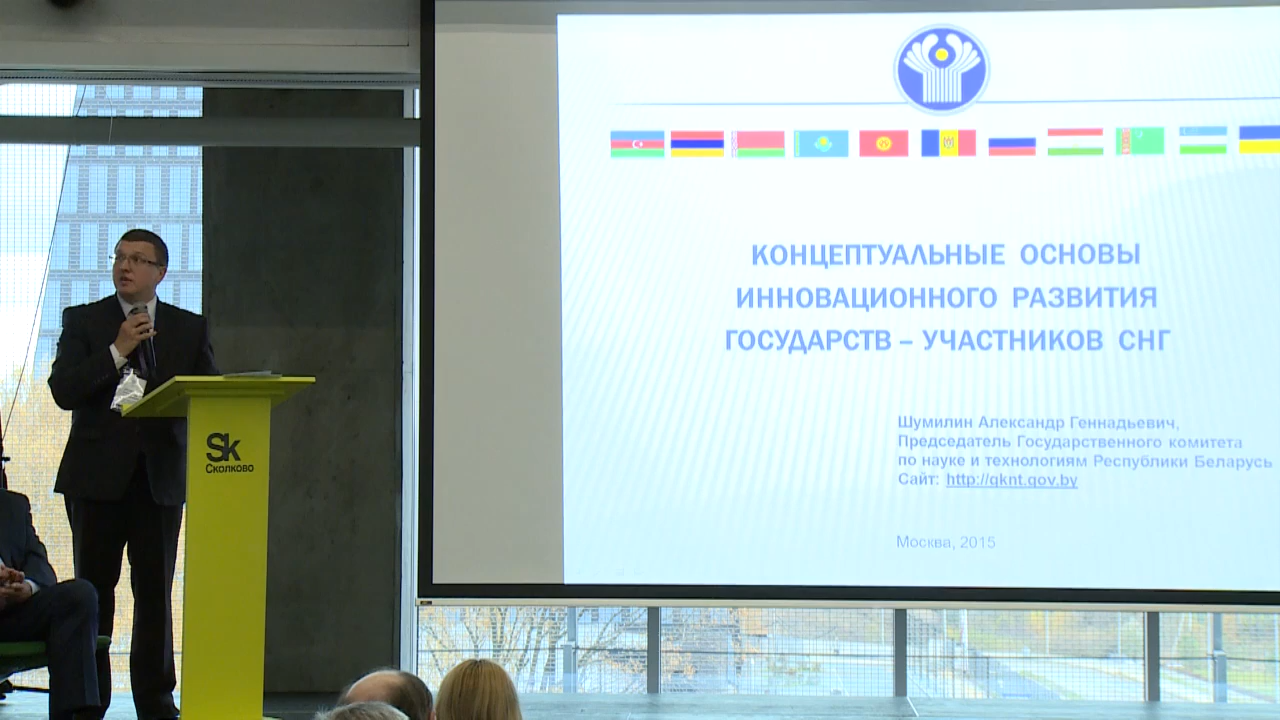 КОНЦЕПТУАЛЬНЫЕ ОСНОВЫ
ИННОВАЦИОННОГО РАЗВИТИЯ
ГОСУДАРСТВ – УЧАСТНИКОВ СНГ
Шумилин Александр Геннадьевич,
Председатель Государственного комитета
по науке и технологиям Республики Беларусь
Сайт: http://gknt.gov.by
Москва, 2015
Sk
Сколково